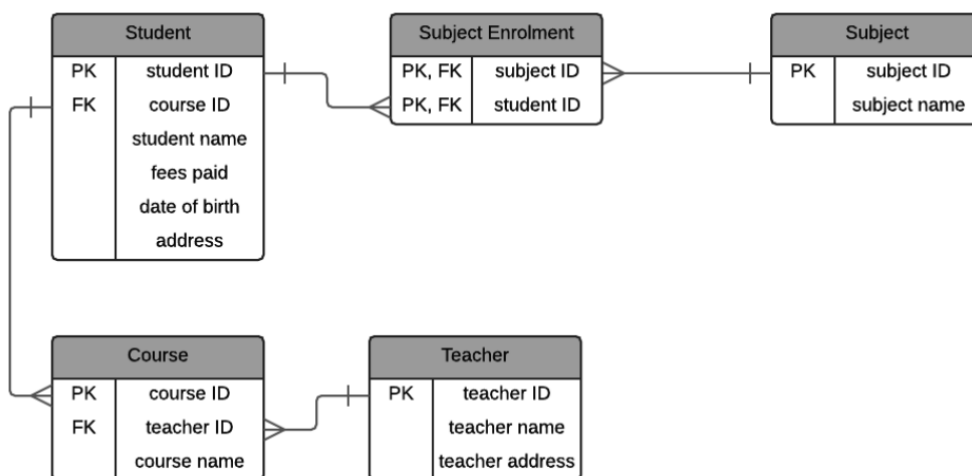 Student
PK student ID
FK course ID
student name
fees paid
date of birth
address
Subject Enrolment
PK, FK subject ID
PK, FK student ID
Subject
PK subject ID
subject name
Course
PK course ID
FK teacher ID
course name
Teacher
PK teacher ID
teacher name
teacher address